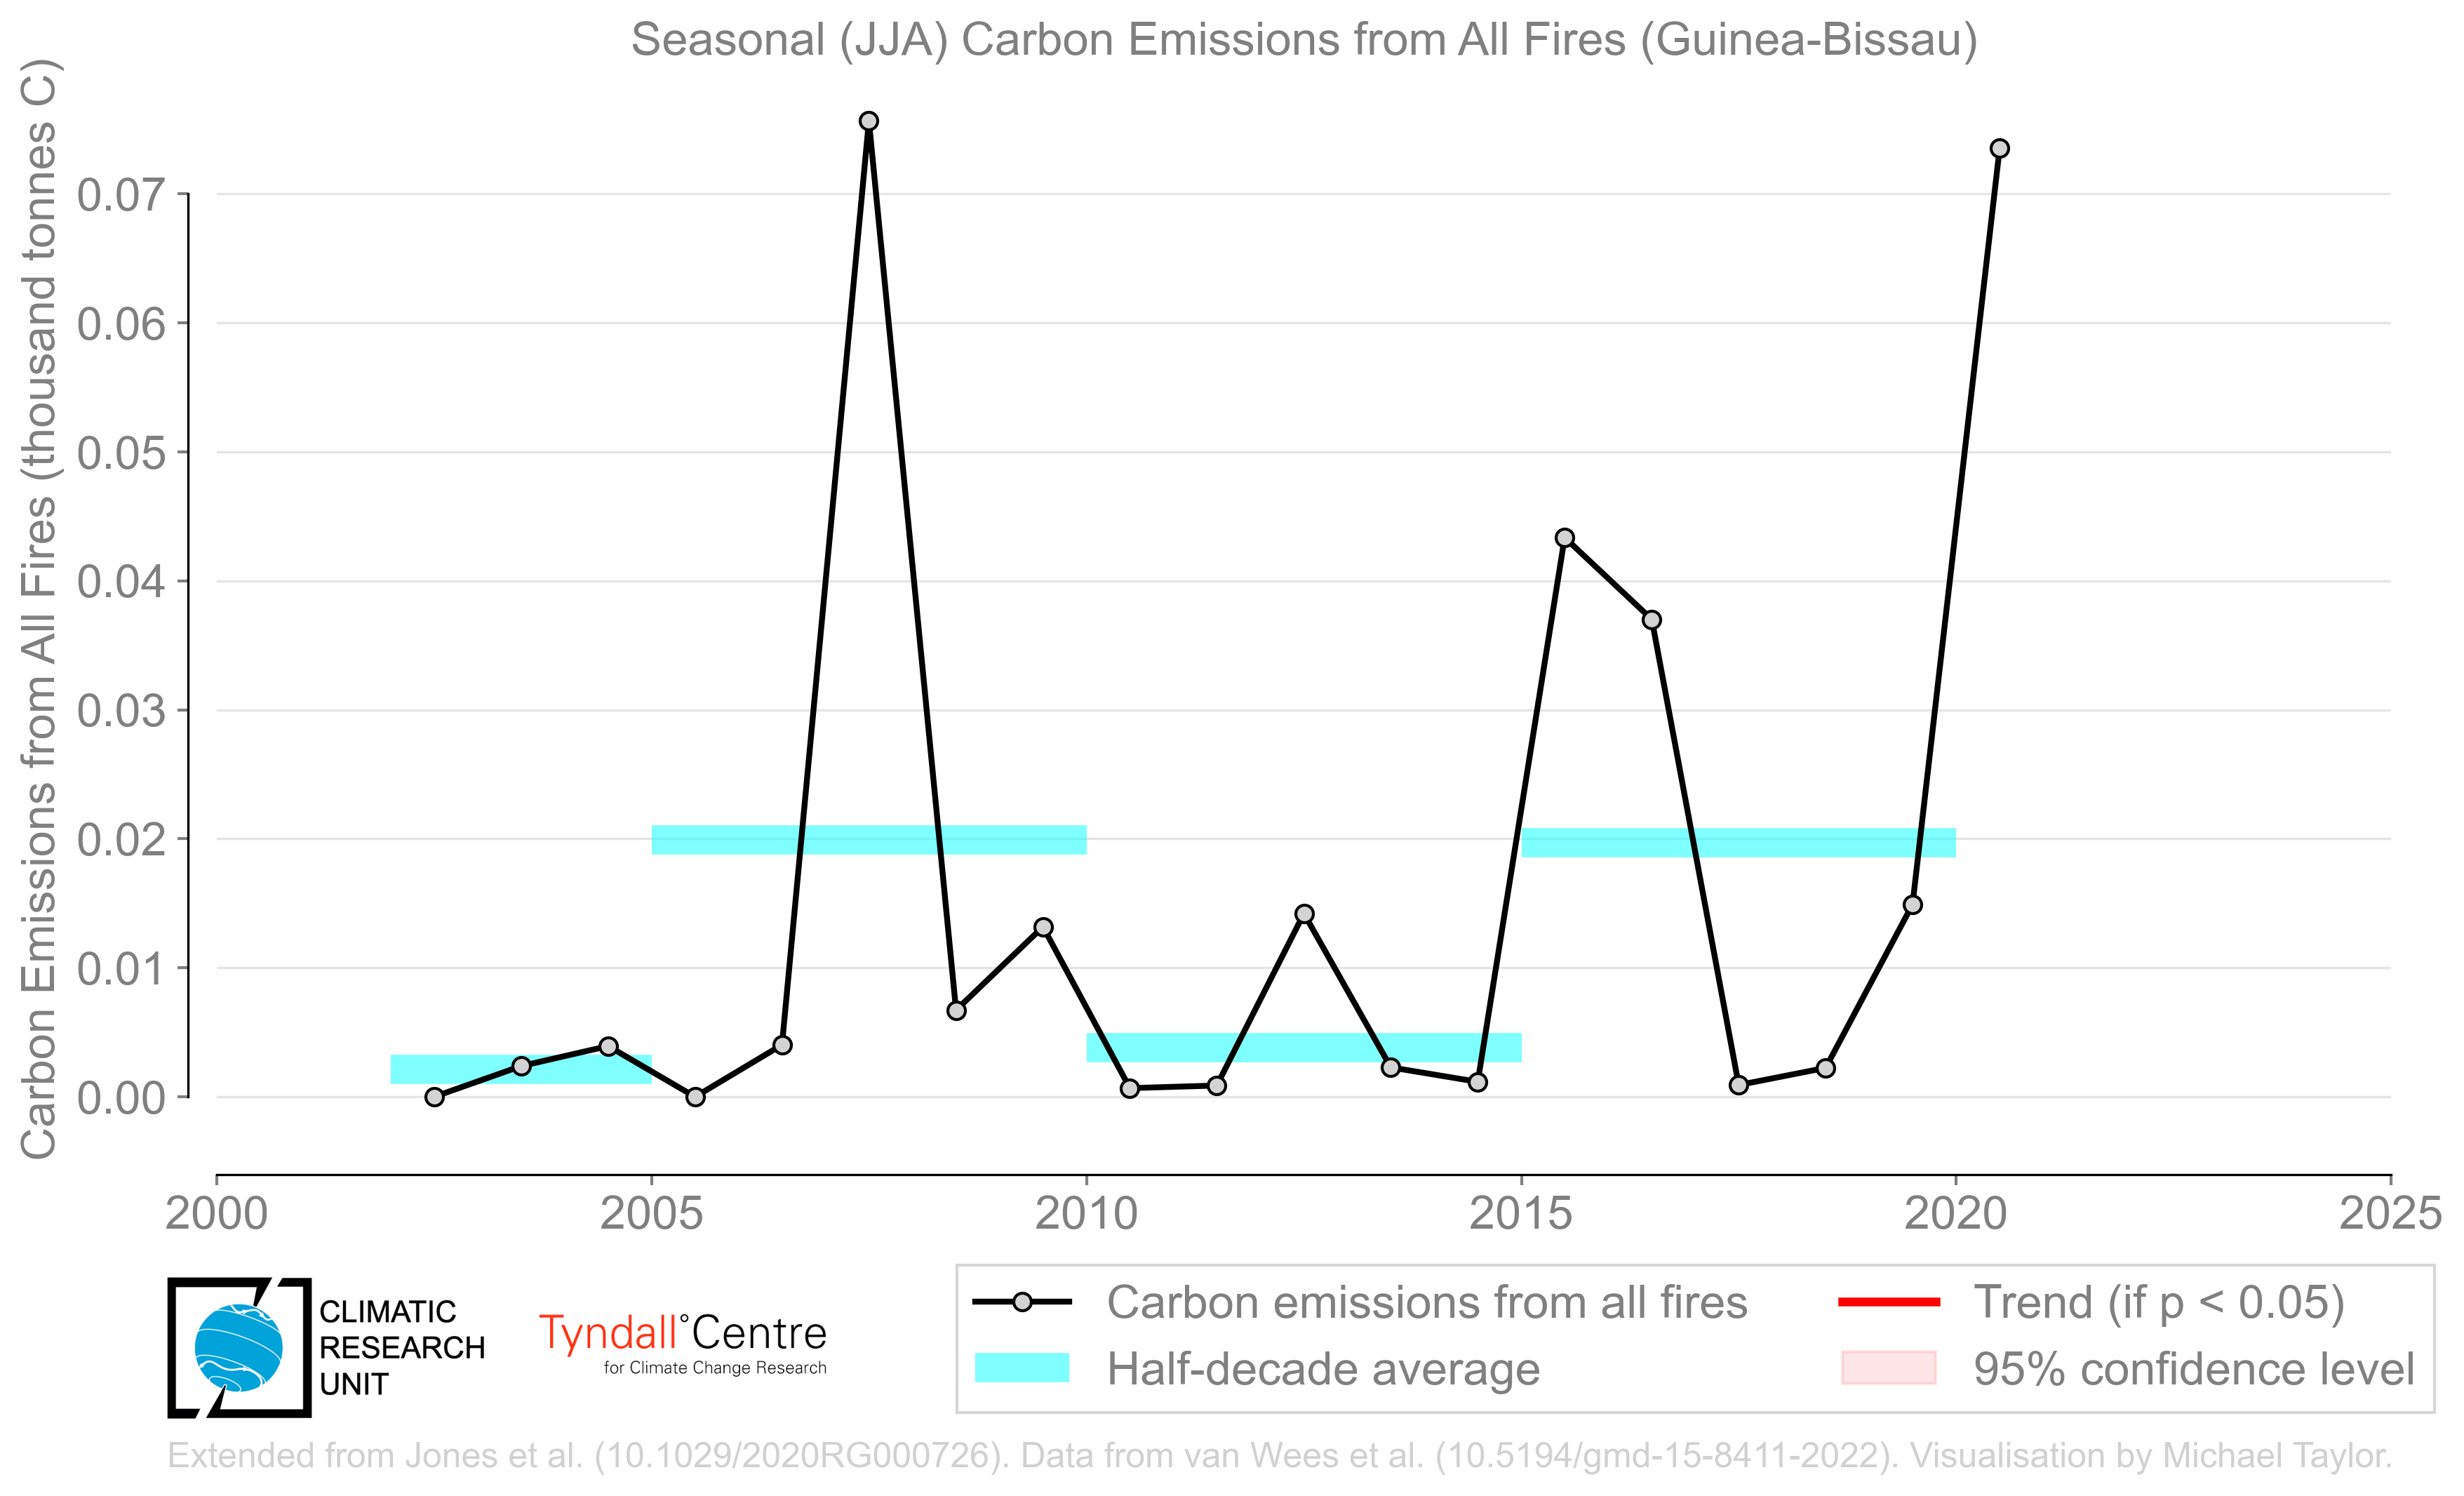 Seasonal (JJA) Carbon Emissions from All Fires (Guinea-Bissau)
Carbon Emissions from All Fires (thousand tonnes C)
0.07
0.06
0.05
0.04
0.03
0.02
0.01
0.00
2000 2005 2010 2015 2020 2025
CLIMATIC
RESEARCH
UNIT
Tyndall°Centre
for Climate Change Research
Carbon emissions from all fires
Half-decade average
Trend (if p < 0.05)
95% confidence level
Extended from Jones et al. (10.1029/2020RG000726). Data from van Wees et al. (10.5194/gmd-15-8411-2022). Visualisation by Michael Taylor.